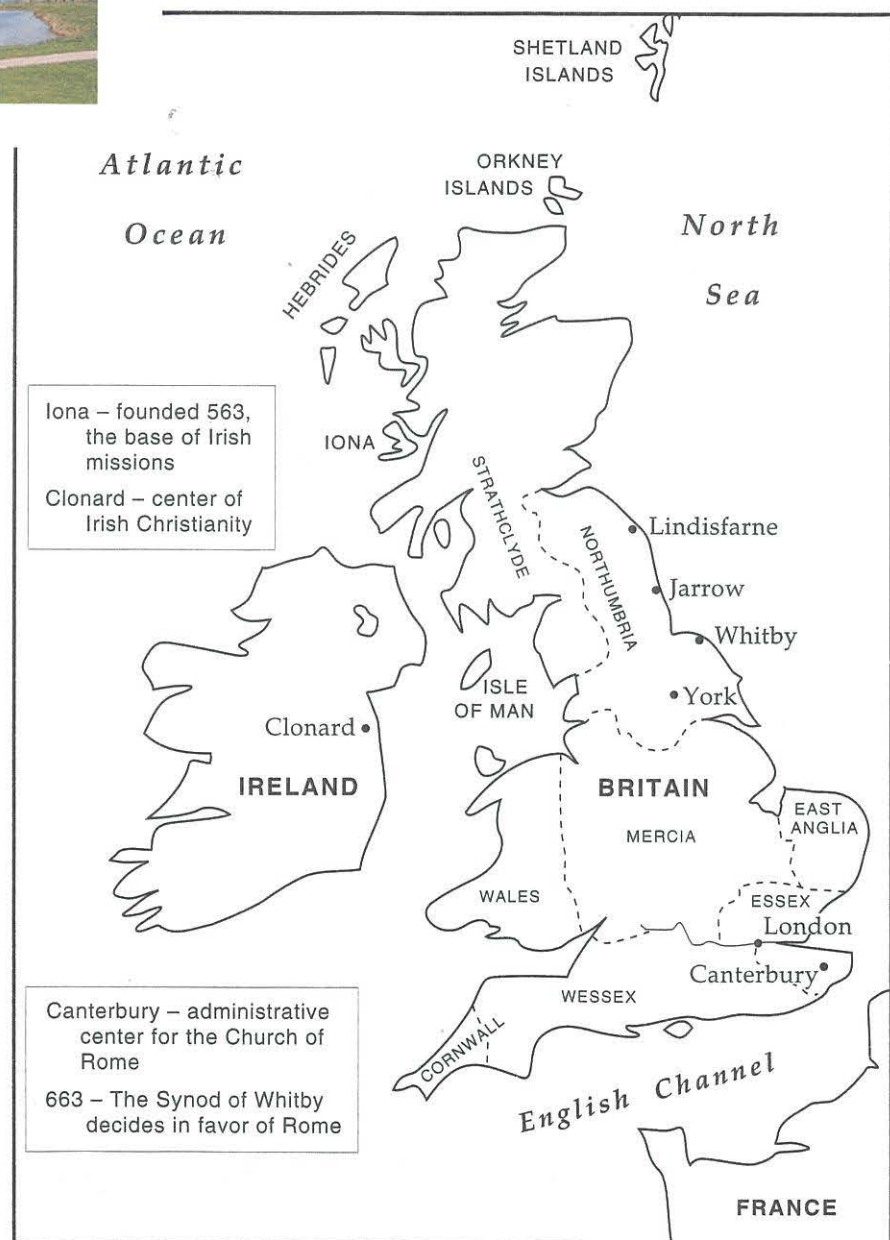 SHETLAND
ISLANDS
Atlantic
Ocean
ORKNEY
ISLANDS
North
Sea
HEBRIDES
Iona – founded 563,
the base of Irish
missions
Clonard – center of
Irish Christianity
IONA
STRATHCLYDE
NORTHUMBRIA
Lindisfarne
Jarrow
Whitby
York
ISLE
OF MAN
Clonard
IRELAND
BRITAIN
MERCIA
EAST
ANGLIA
WALES
ESSEX
London
Canterbury
WESSEX
CORNWALL
Canterbury – administrative
center for the Church of
Rome
663 – The Synod of Whitby
decides in favor of Rome
English Channel
FRANCE